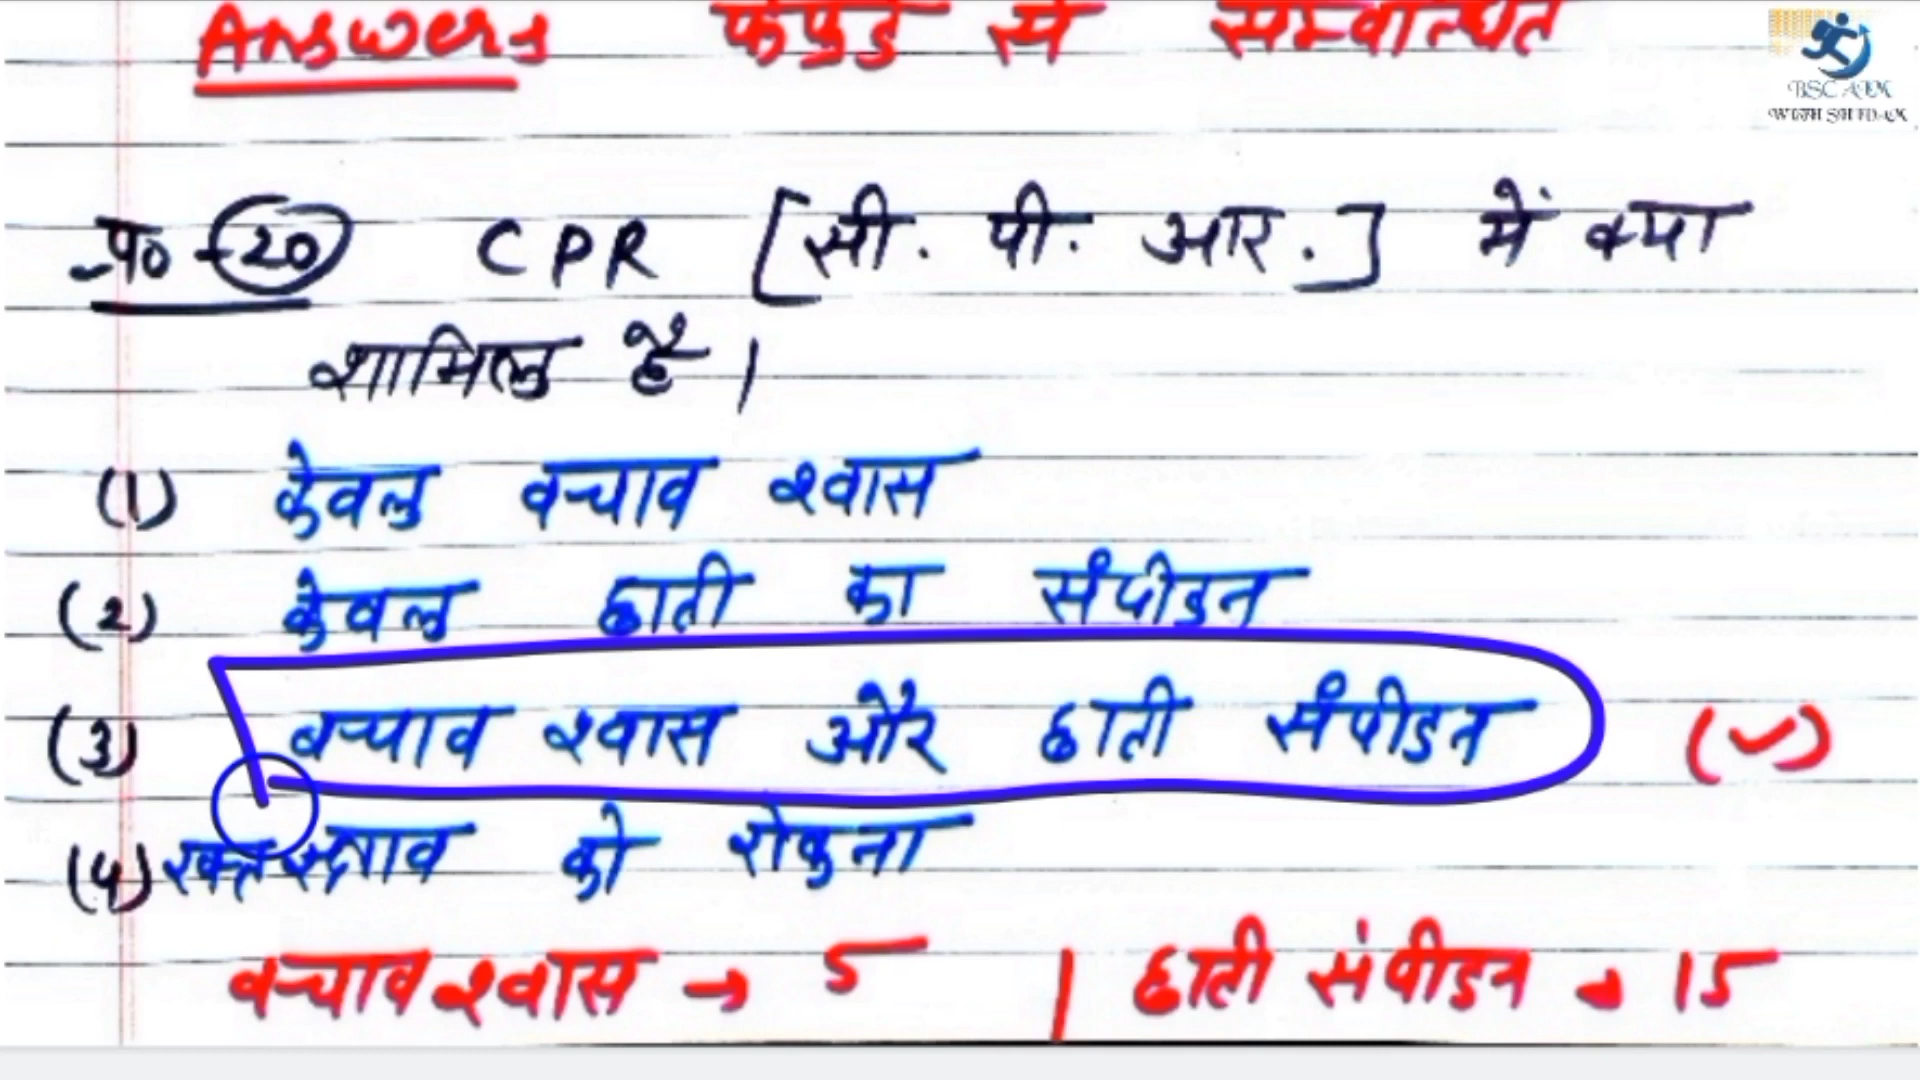 Answers फेफड़े से सम्बन्धित
BSC AIM
WITH
प्र० - 20 CPR [सी. पी. आर.] में क्या
शामिल है।
(1) केवल बचाव श्वास
(2) केवल छाती का संपीडन
(3) बचाव श्वास और छाती संपीडन (✓)
(4) रक्तस्त्राव को रोकना
बचाव श्वास → 5 | छाती संपीडन → 15